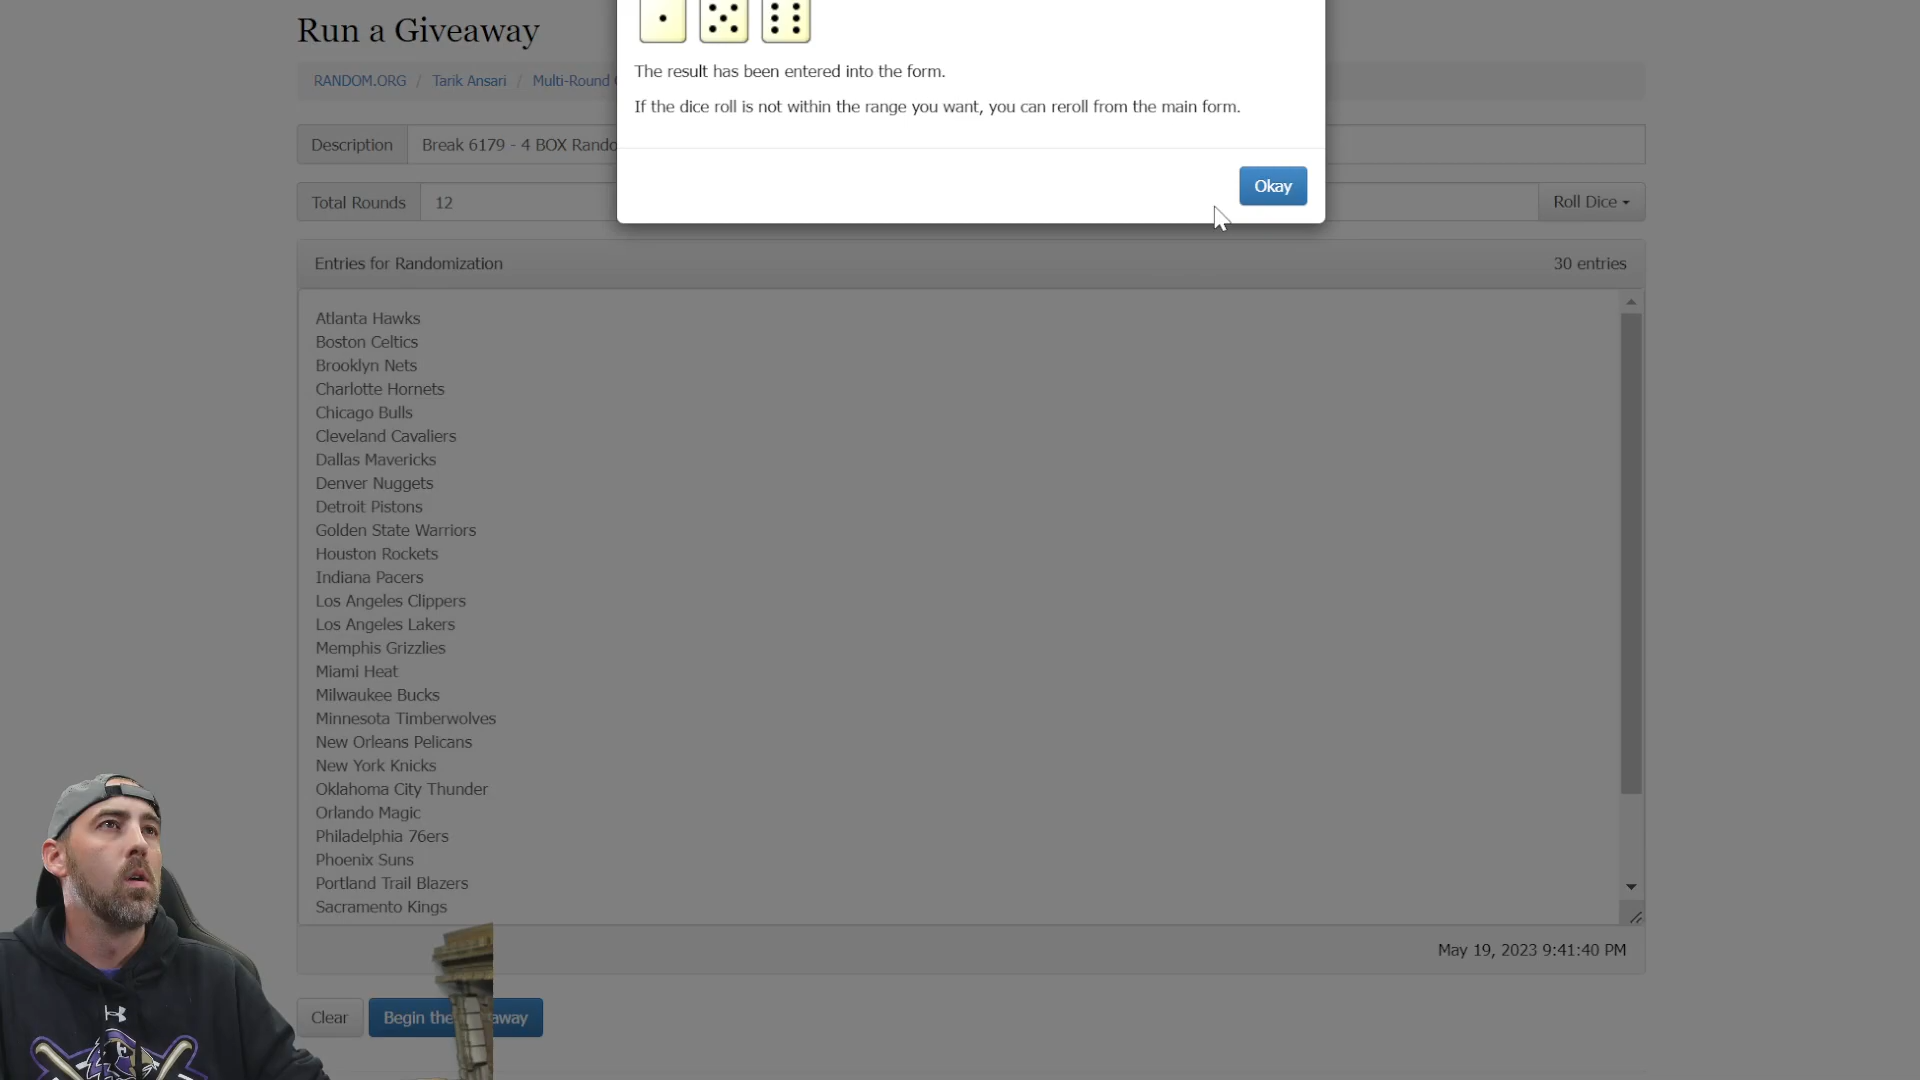 Run a Giveaway
RANDOM.ORG / Tarik Ansari / Multi-Round
The result has been entered into the form.
If the dice roll is not within the range you want, you can reroll from the main form.
Okay
Description
Break 6179 - 4 BOX
Total Rounds
12
Roll Dice
Entries for Randomization
30 entries
Atlanta Hawks
Boston Celtics
Brooklyn Nets
Charlotte Hornets
Chicago Bulls
Cleveland Cavaliers
Dallas Mavericks
Denver Nuggets
Detroit Pistons
Golden State Warriors
Houston Rockets
Indiana Pacers
Los Angeles Clippers
Los Angeles Lakers
Memphis Grizzlies
Miami Heat
Milwaukee Bucks
Minnesota Timberwolves
New Orleans Pelicans
New York Knicks
Oklahoma City Thunder
Orlando Magic
Philadelphia 76ers
Phoenix Suns
Portland Trail Blazers
Sacramento Kings
May 19, 2023 9:41:40 PM
Clear
Begin the